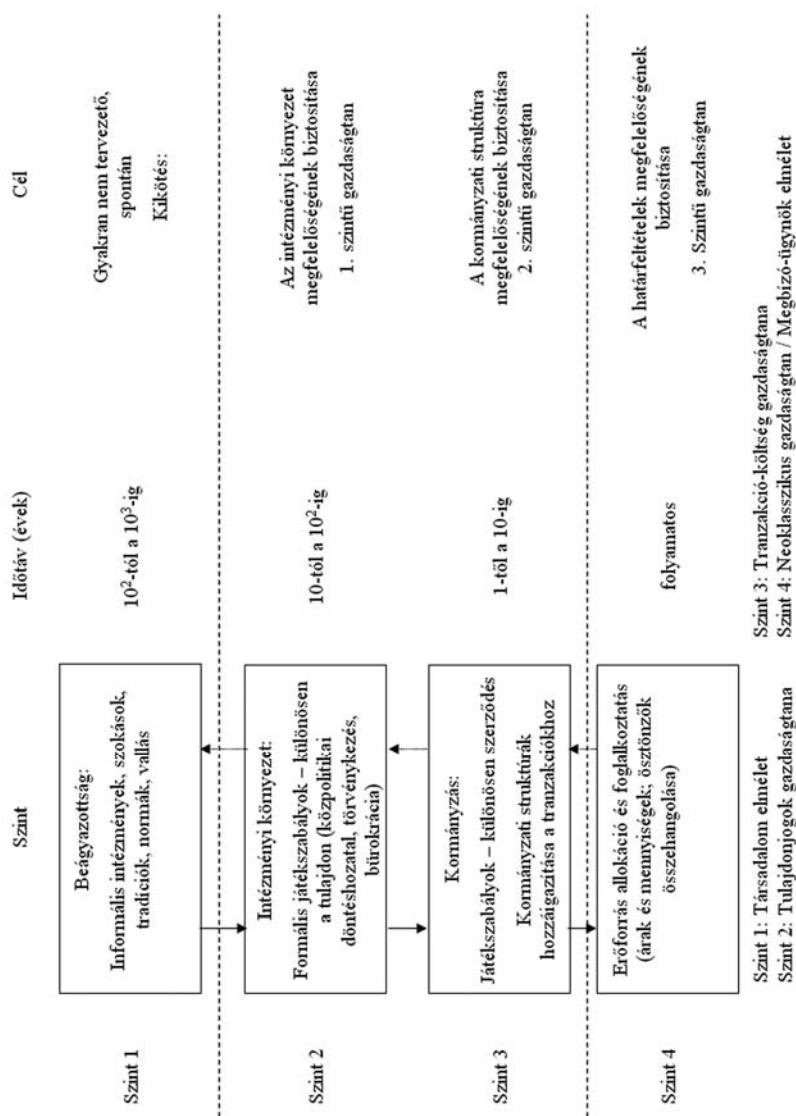 Szint
Időtáv (évek)
Cél
Szint 1
Beágyazottság:
Informális intézmények, szokások,
tradíciók, normák, vallás
10²-tól a 10³-ig
Gyakran nem tervezető,
spontán
Kikötés:
Szint 2
Intézményi környezet:
Formális játékszabályok – különösen
a tulajdon (közpolitikai
döntéshozatal, törvénykezés,
bürokrácia)
10-tól a 10²-ig
Az intézményi környezet
megfelelőségének biztosítása
1. szintű gazdaságtan
Szint 3
Kormányzás:
Játékszabályok – különösen szerződés
Kormányzati struktúrák
hozzáigazítása a tranzakciókhoz
1-től a 10-ig
A kormányzati struktúra
megfelelőségének biztosítása
2. szintű gazdaságtan
Szint 4
Erőforrás allokáció és foglalkoztatás
(árak és mennyiségek; ösztönzők
összehangolása)
folyamatos
A határfeltételek megfelelőségének
biztosítása
3. Szintű gazdaságtan
Szint 1: Társadalom elmélet
Szint 2: Tulajdonjogok gazdaságtana
Szint 3: Tranzakció-költség gazdaságtana
Szint 4: Neoklasszikus gazdaságtan / Megbízó-ügynök elmélet